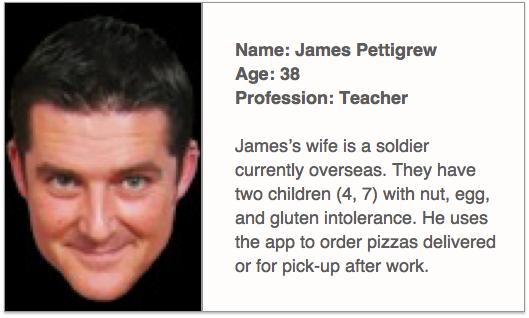 Name: James Pettigrew
Age: 38
Profession: Teacher
James’s wife is a soldier
currently overseas. They have
two children (4, 7) with nut, egg,
and gluten intolerance. He uses
the app to order pizzas delivered
or for pick-up after work.